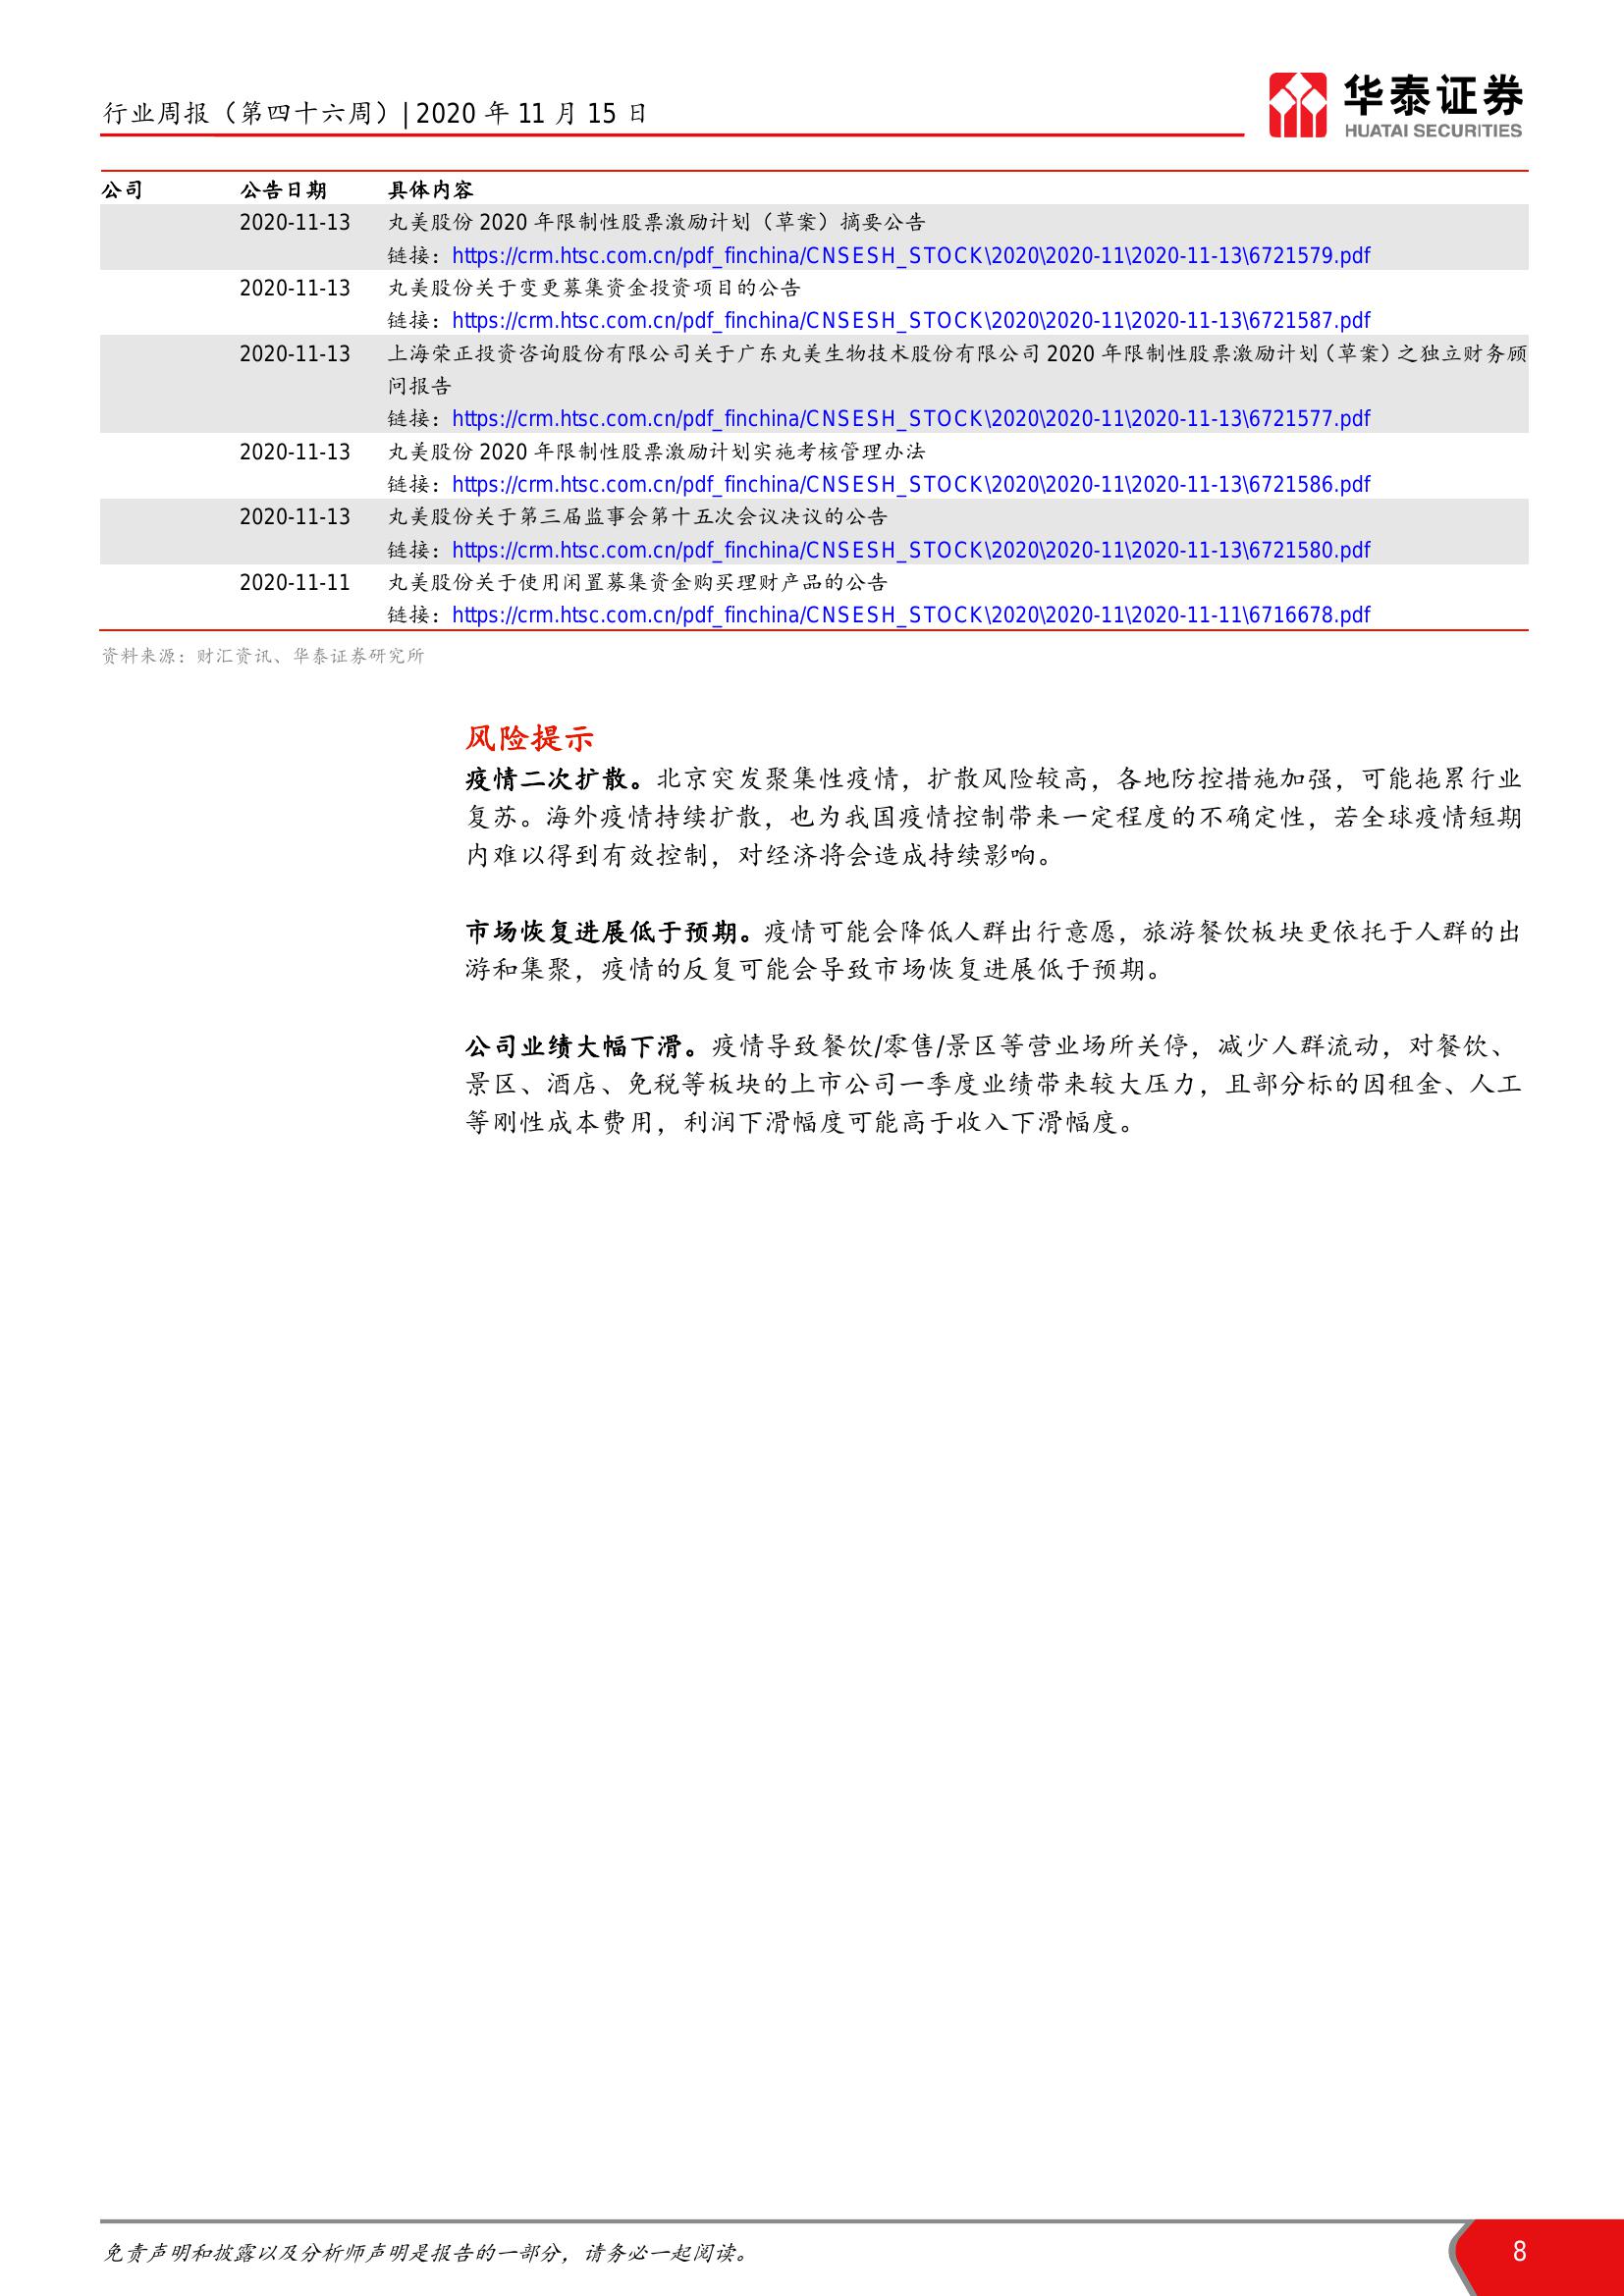 行业周报（第四十六周）| 2020 年 11 月 15 日
华泰证券
HUATAI SECURITIES
公司 公告日期 具体内容
2020-11-13 丸美股份 2020 年限制性股票激励计划（草案）摘要公告
链接：https://crm.htsc.com.cn/pdf_finchina/CNSESH_STOCK\2020\2020-11\2020-11-13\6721579.pdf
2020-11-13 丸美股份关于变更募集资金投资项目的公告
链接：https://crm.htsc.com.cn/pdf_finchina/CNSESH_STOCK\2020\2020-11\2020-11-13\6721587.pdf
2020-11-13 上海荣正投资咨询股份有限公司关于广东丸美生物技术股份有限公司 2020 年限制性股票激励计划（草案）之独立财务顾
问报告
链接：https://crm.htsc.com.cn/pdf_finchina/CNSESH_STOCK\2020\2020-11\2020-11-13\6721577.pdf
2020-11-13 丸美股份 2020 年限制性股票激励计划实施考核管理办法
链接：https://crm.htsc.com.cn/pdf_finchina/CNSESH_STOCK\2020\2020-11\2020-11-13\6721586.pdf
2020-11-13 丸美股份关于第三届监事会第十五次会议决议的公告
链接：https://crm.htsc.com.cn/pdf_finchina/CNSESH_STOCK\2020\2020-11\2020-11-13\6721580.pdf
2020-11-11 丸美股份关于使用闲置募集资金购买理财产品的公告
链接：https://crm.htsc.com.cn/pdf_finchina/CNSESH_STOCK\2020\2020-11\2020-11-11\6716678.pdf
资料来源：财汇资讯、华泰证券研究所
风险提示
疫情二次扩散。北京突发聚集性疫情，扩散风险较高，各地防控措施加强，可能拖累行业
复苏。海外疫情持续扩散，也为我国疫情控制带来一定程度的不确定性，若全球疫情短期
内难以得到有效控制，对经济将会造成持续影响。
市场恢复进展低于预期。疫情可能会降低人群出行意愿，旅游餐饮板块更依托于人群的出
游和集聚，疫情的反复可能会导致市场恢复进展低于预期。
公司业绩大幅下滑。疫情导致餐饮/零售/景区等营业场所关停，减少人群流动，对餐饮、
景区、酒店、免税等板块的上市公司一季度业绩带来较大压力，且部分标的因租金、人工
等刚性成本费用，利润下滑幅度可能高于收入下滑幅度。
免责声明和披露以及分析师声明是报告的一部分，请务必一起阅读。
8